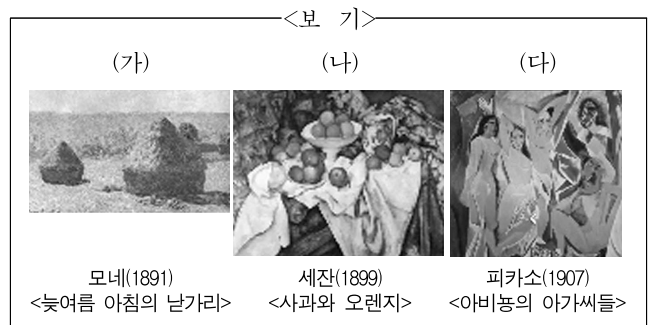 <보 기>
(가) (나) (다)
모네(1891) 세잔(1899) 피카소(1907)
<늦여름 아침의 낟가리> <사과와 오렌지> <아비뇽의 아가씨들>